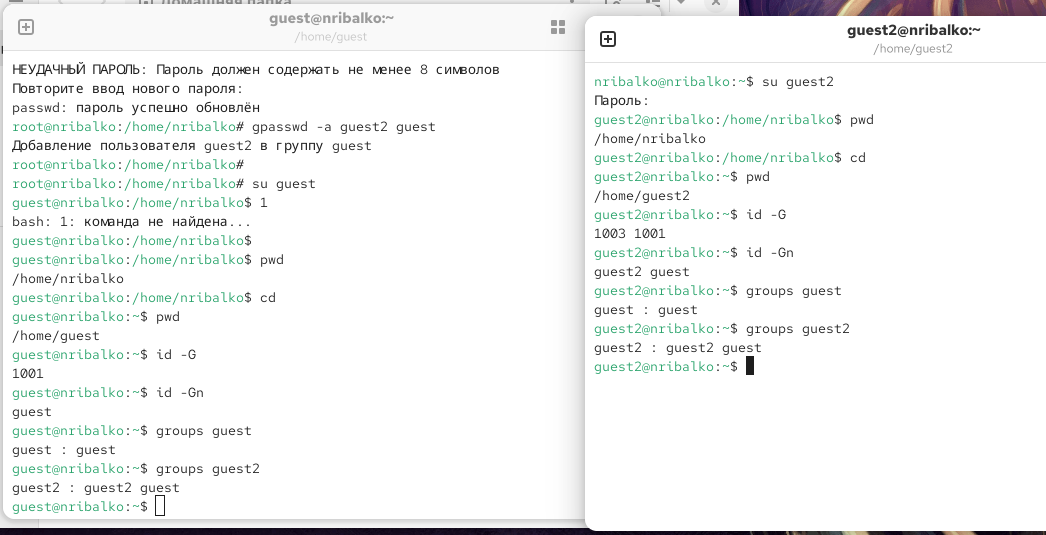 Домашняя папка
guest@nribalko:~
/home/guest
НЕУДАЧНЫЙ ПАРОЛЬ: Пароль должен содержать не менее 8 символов
Повторите ввод нового пароля:
passwd: пароль успешно обновлён
root@nribalko:/home/nribalko# gpasswd -a guest2 guest
Добавление пользователя guest2 в группу guest
root@nribalko:/home/nribalko#
root@nribalko:/home/nribalko# su guest
guest@nribalko:/home/nribalko$ 1
bash: 1: команда не найдена...
guest@nribalko:/home/nribalko$
guest@nribalko:/home/nribalko$ pwd
/home/nribalko
guest@nribalko:/home/nribalko$ cd
guest@nribalko:~$ pwd
/home/guest
guest@nribalko:~$ id -G
1001
guest@nribalko:~$ id -Gn
guest
guest@nribalko:~$ groups guest
guest : guest
guest@nribalko:~$ groups guest2
guest2 : guest2 guest
guest@nribalko:~$
guest2@nribalko:~
/home/guest2
nribalko@nribalko:~$ su guest2
Пароль:
guest2@nribalko:/home/nribalko$ pwd
/home/nribalko
guest2@nribalko:/home/nribalko$ cd
guest2@nribalko:~$ pwd
/home/guest2
guest2@nribalko:~$ id -G
1003 1001
guest2@nribalko:~$ id -Gn
guest2 guest
guest2@nribalko:~$ groups guest
guest : guest
guest2@nribalko:~$ groups guest2
guest2 : guest2 guest
guest2@nribalko:~$